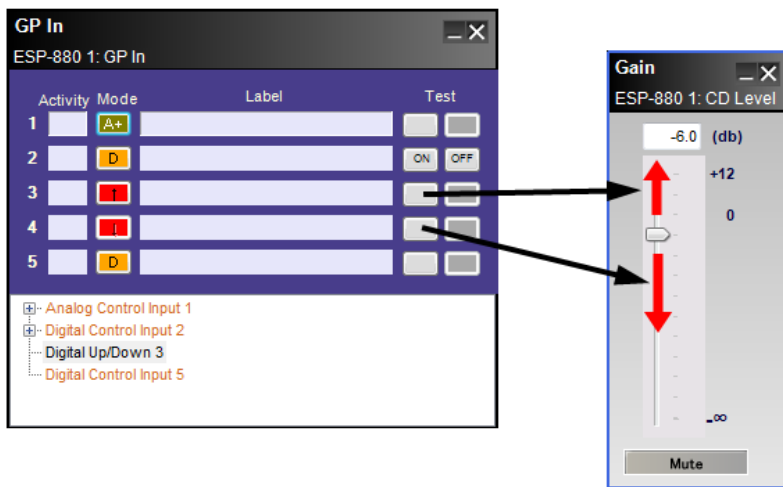 GP In
ESP-880 1: GP In
Activity Mode Label Test
1 A+
2 D ON OFF
3 ↑
4 ↓
5 D
Analog Control Input 1
Digital Control Input 2
Digital Up/Down 3
Digital Control Input 5
Gain
ESP-880 1: CD Level
-6.0 (db)
+12
0
-∞
Mute